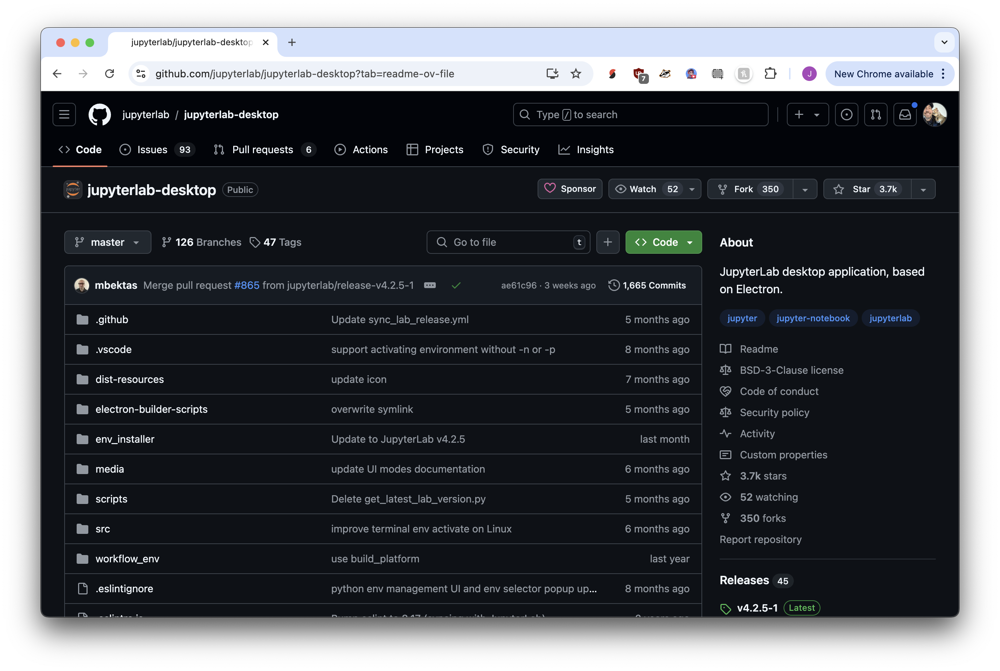 jupyterlab/jupyterlab-desktop
github.com/jupyterlab/jupyterlab-desktop?tab=readme-ov-file
7
J
New Chrome available
jupyterlab / jupyterlab-desktop
Type / to search
Code
Issues 93
Pull requests 6
Actions
Projects
Security
Insights
jupyter
jupyterlab-desktop Public
Sponsor
Watch 52
Fork 350
Star 3.7k
master
126 Branches
47 Tags
Go to file t
Code
mbektas Merge pull request #865 from jupyterlab/release-v4.2.5-1 ae61c96 · 3 weeks ago 1,665 Commits
.github Update sync_lab_release.yml 5 months ago
.vscode support activating environment without -n or -p 8 months ago
dist-resources update icon 7 months ago
electron-builder-scripts overwrite symlink 5 months ago
env_installer Update to JupyterLab v4.2.5 last month
media update UI modes documentation 6 months ago
scripts Delete get_latest_lab_version.py 5 months ago
src improve terminal env activate on Linux 6 months ago
workflow_env use build_platform last year
.eslintignore python env management UI and env selector popup up... 8 months ago
About
JupyterLab desktop application, based
on Electron.
jupyter jupyter-notebook jupyterlab
Readme
BSD-3-Clause license
Code of conduct
Security policy
Activity
Custom properties
3.7k stars
52 watching
350 forks
Report repository
Releases 45
v4.2.5-1 Latest